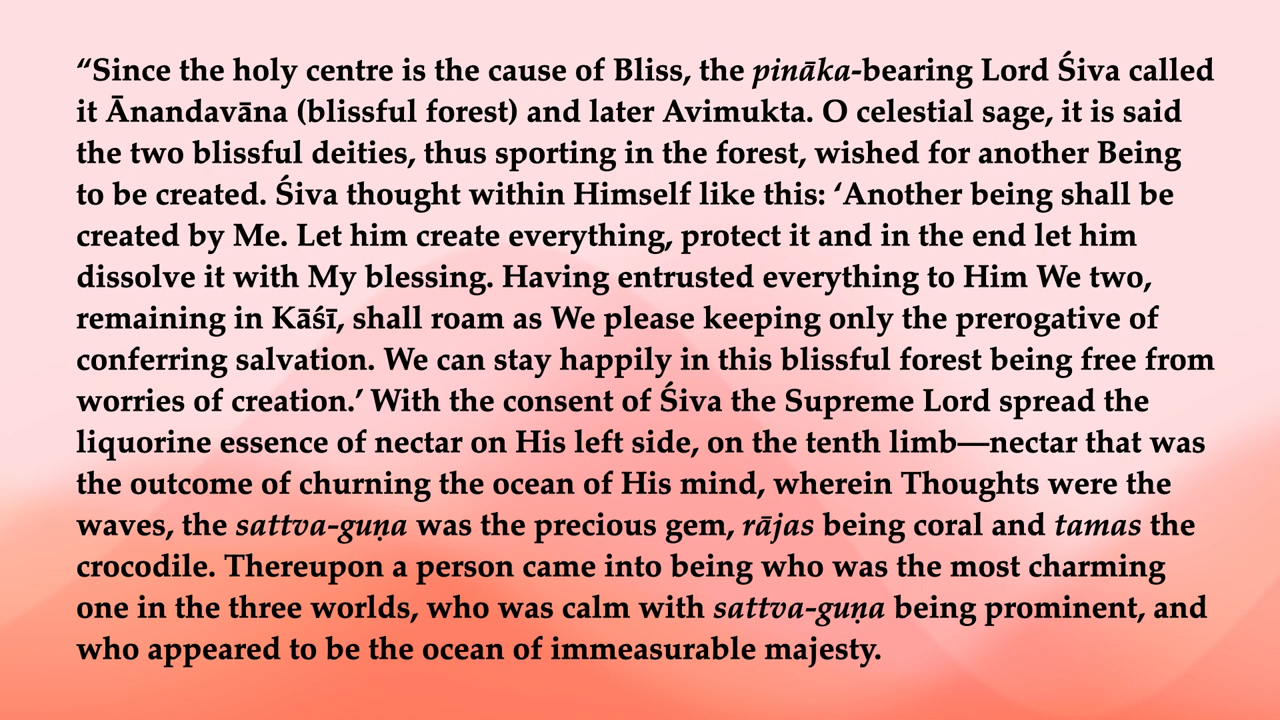 “Since the holy centre is the cause of Bliss, the pināka-bearing Lord Śiva called
it Ānandavāna (blissful forest) and later Avimukta. O celestial sage, it is said
the two blissful deities, thus sporting in the forest, wished for another Being
to be created. Śiva thought within Himself like this: ‘Another being shall be
created by Me. Let him create everything, protect it and in the end let him
dissolve it with My blessing. Having entrusted everything to Him We two,
remaining in Kāśī, shall roam as We please keeping only the prerogative of
conferring salvation. We can stay happily in this blissful forest being free from
worries of creation.’ With the consent of Śiva the Supreme Lord spread the
liquorine essence of nectar on His left side, on the tenth limb—nectar that was
the outcome of churning the ocean of His mind, wherein Thoughts were the
waves, the sattva-guṇa was the precious gem, rājas being coral and tamas the
crocodile. Thereupon a person came into being who was the most charming
one in the three worlds, who was calm with sattva-guṇa being prominent, and
who appeared to be the ocean of immeasurable majesty.